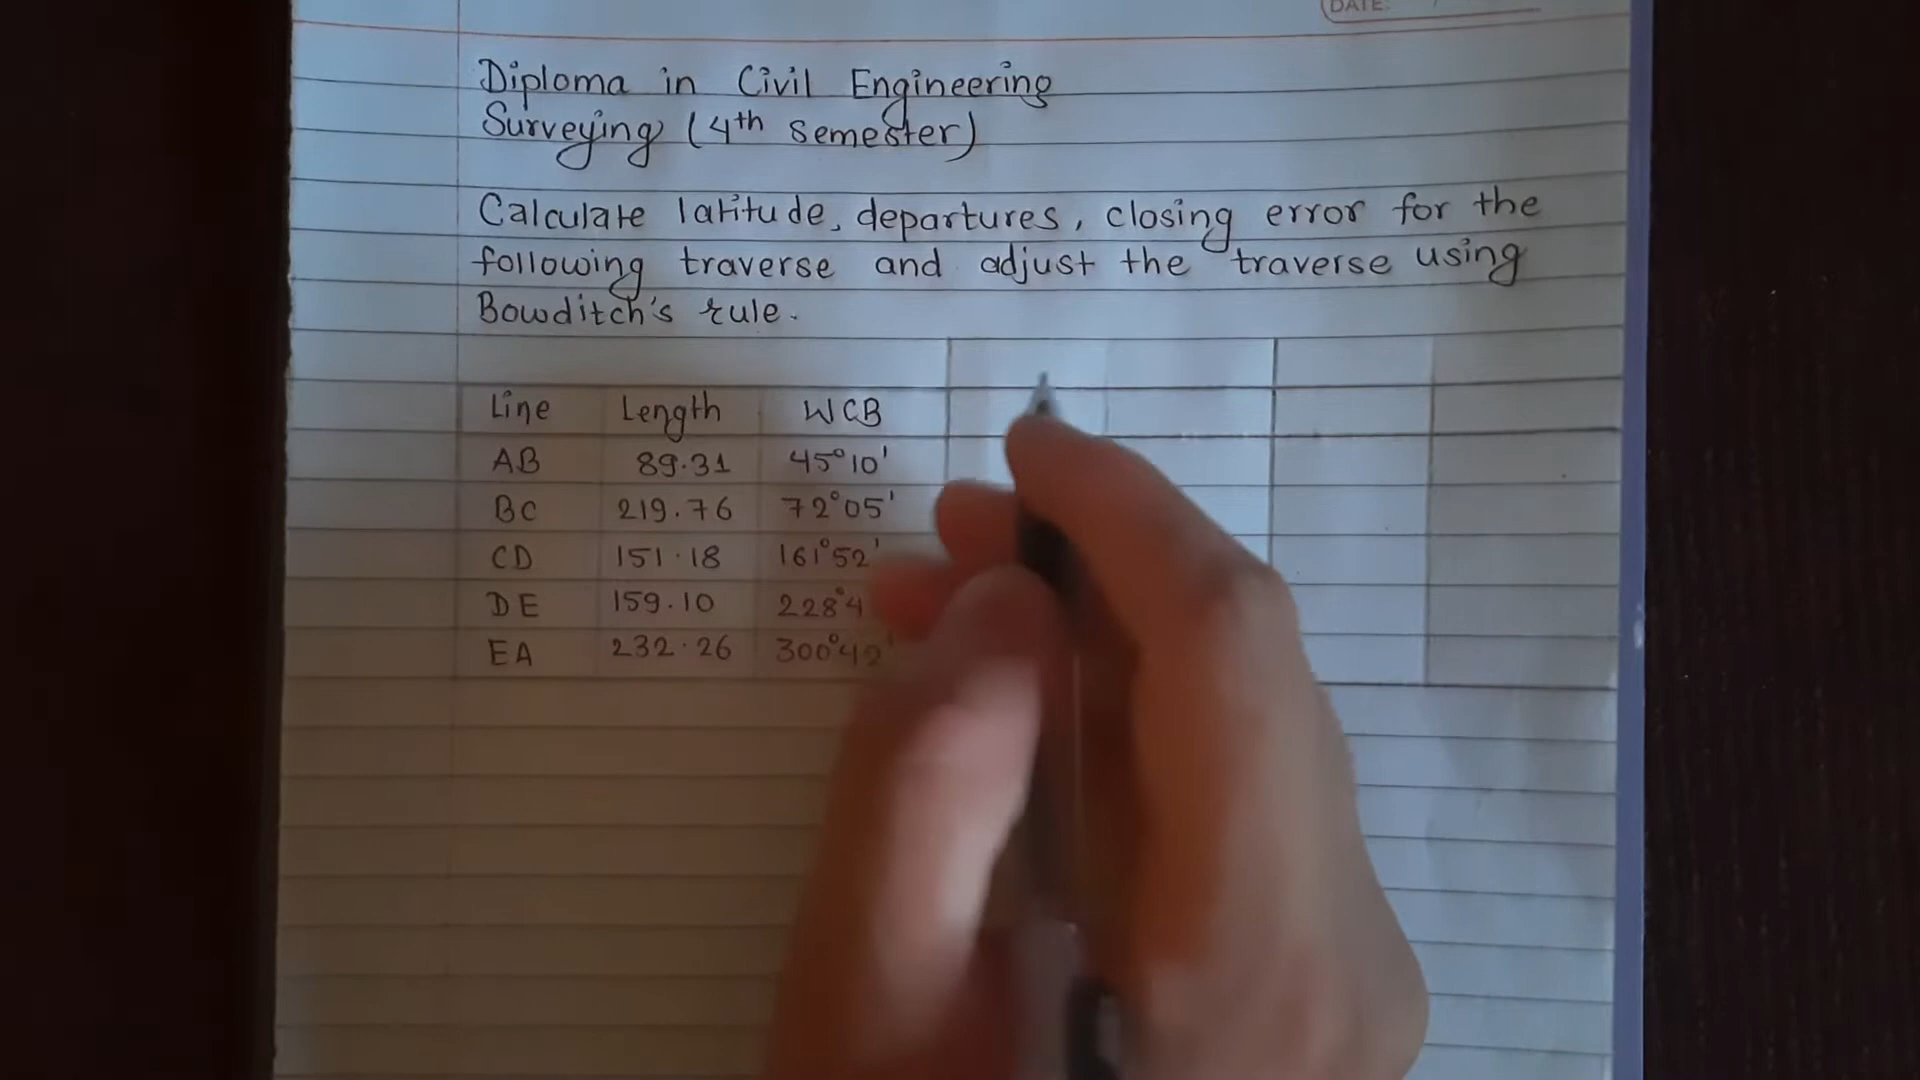 DATE:
Diploma in Civil Engineering
Surveying (4th semester)
Calculate latitude, departures, closing error for the
following traverse and adjust the traverse using
Bowditch's rule.
Line Length WCB
AB 89.31 45°10'
BC 219.76 72°05'
CD 151.18 161°52'
DE 159.10
EA 232.26